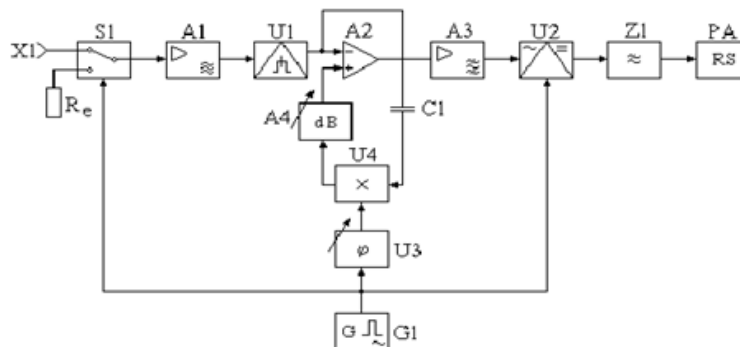 S1 A1 U1 A2 A3 U2 Z1 PA
X1
RS
Re
A4 dB C1
U4
×
φ U3
G G1